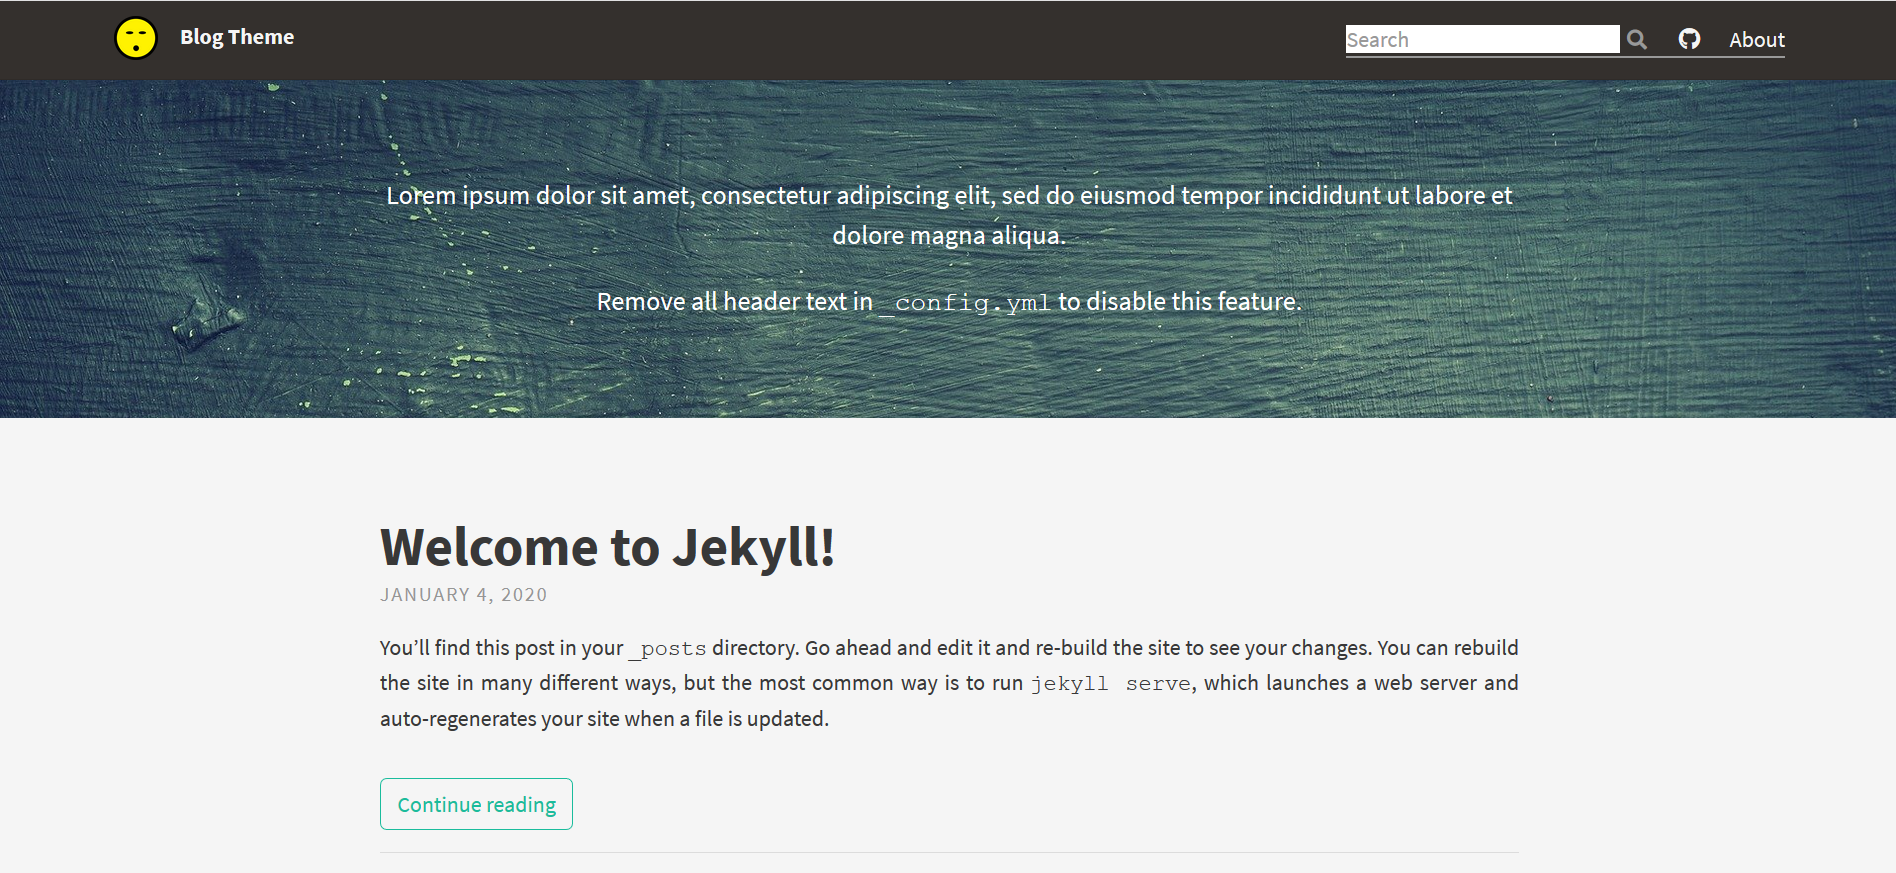 Blog Theme
Search
About
Lorem ipsum dolor sit amet, consectetur adipiscing elit, sed do eiusmod tempor incididunt ut labore et
dolore magna aliqua.
Remove all header text in _config.yml to disable this feature.
Welcome to Jekyll!
JANUARY 4, 2020
You’ll find this post in your _posts directory. Go ahead and edit it and re-build the site to see your changes. You can rebuild
the site in many different ways, but the most common way is to run jekyll serve, which launches a web server and
auto-regenerates your site when a file is updated.
Continue reading